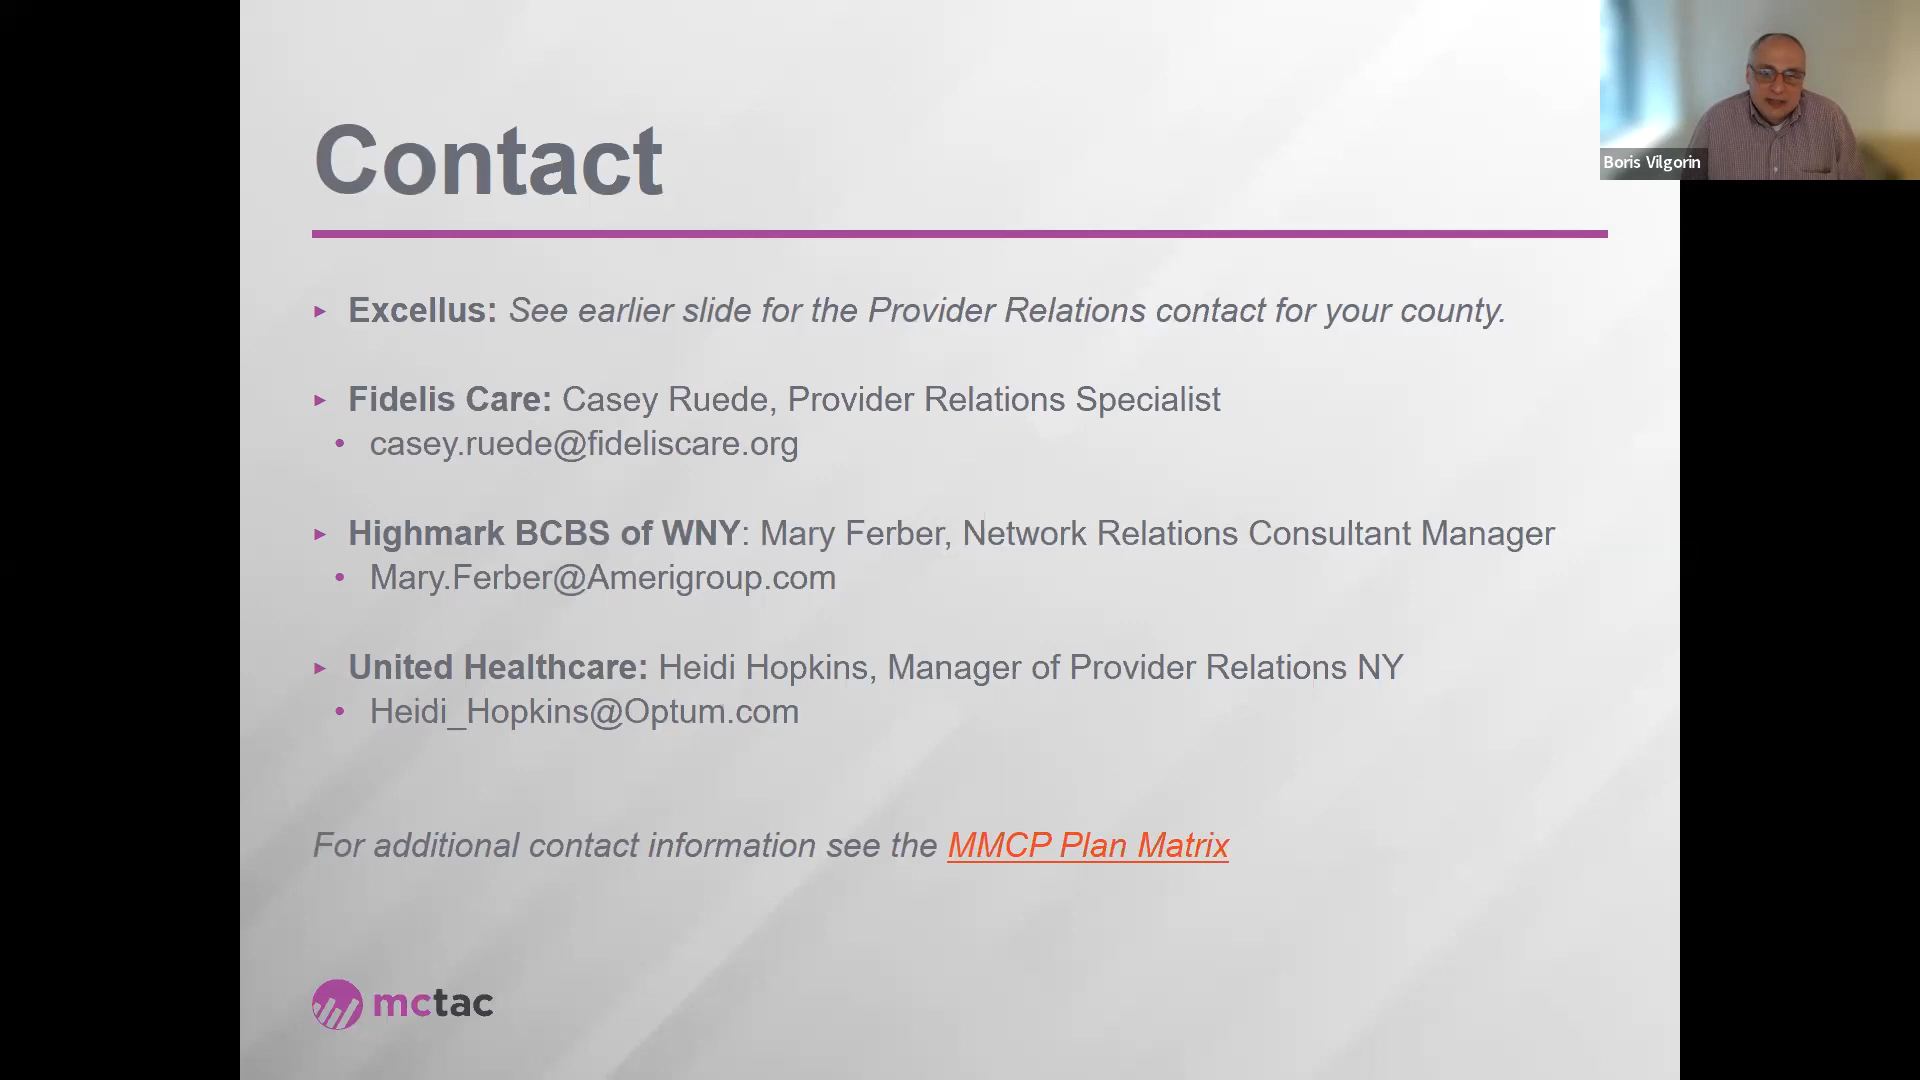 Contact
Boris Vilgorin
Excellus: See earlier slide for the Provider Relations contact for your county.
Fidelis Care: Casey Ruede, Provider Relations Specialist
casey.ruede@fideliscare.org
Highmark BCBS of WNY: Mary Ferber, Network Relations Consultant Manager
Mary.Ferber@Amerigroup.com
United Healthcare: Heidi Hopkins, Manager of Provider Relations NY
Heidi_Hopkins@Optum.com
For additional contact information see the MMCP Plan Matrix
mctac